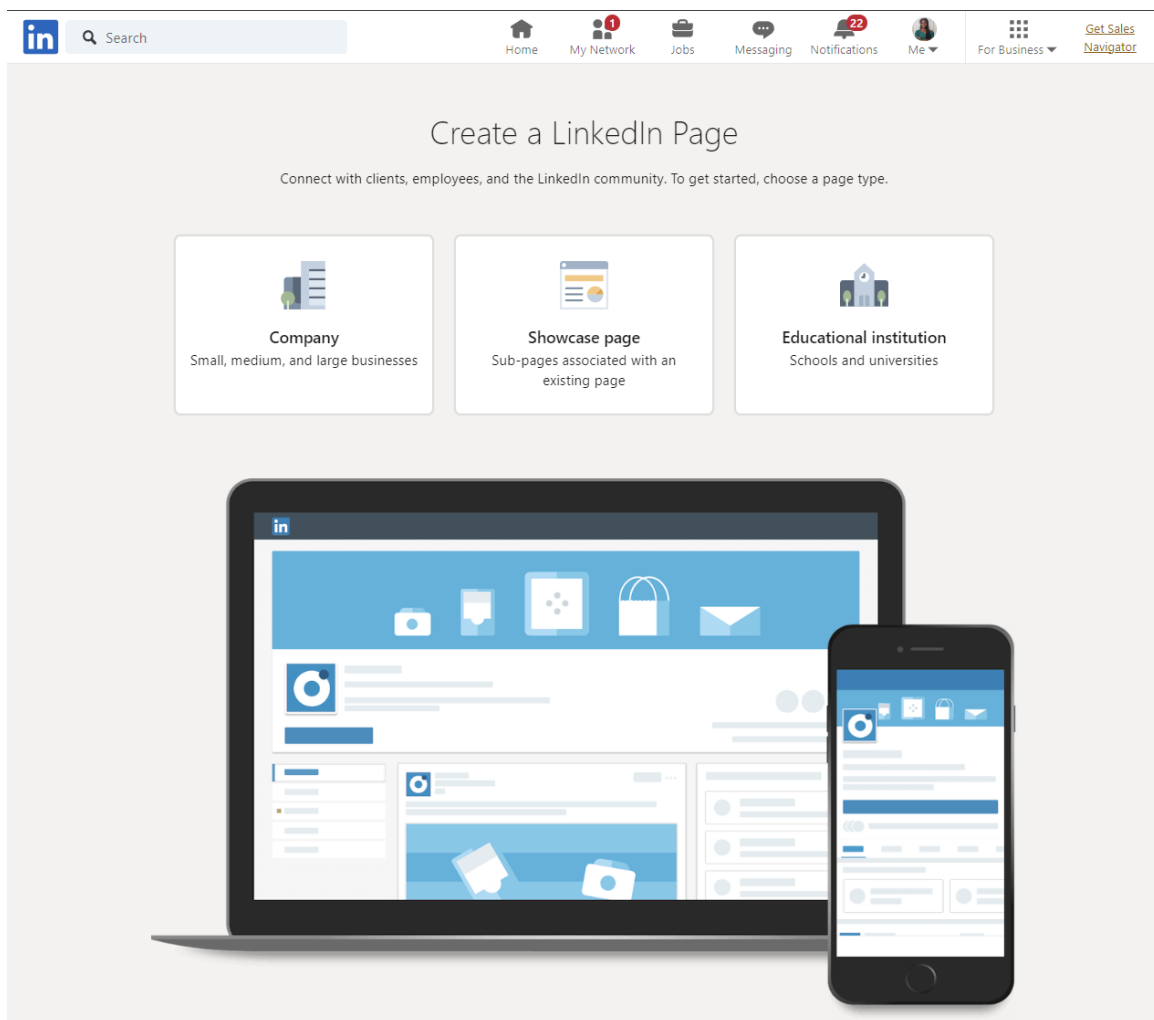 in
Search
Home
My Network
1
Jobs
Messaging
Notifications
22
Me
For Business
Get Sales
Navigator
Create a LinkedIn Page
Connect with clients, employees, and the LinkedIn community. To get started, choose a page type.
Company
Small, medium, and large businesses
Showcase page
Sub-pages associated with an
existing page
Educational institution
Schools and universities
in